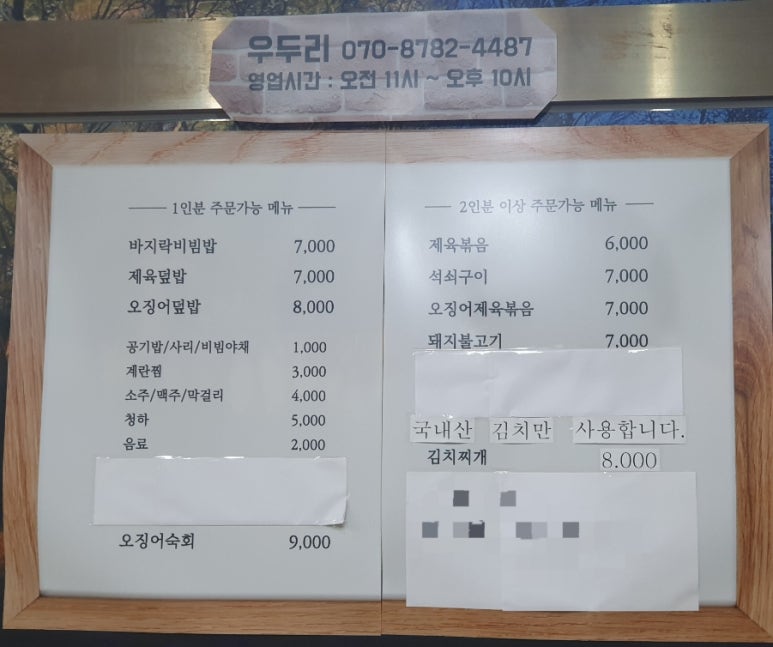 우두리 070-8782-4487
영업시간 : 오전 11시 ~ 오후 10시
1인분 주문가능 메뉴
바지락비빔밥 7,000
제육덮밥 7,000
오징어덮밥 8,000
공기밥/사리/비빔야채 1,000
계란찜 3,000
소주/맥주/막걸리 4,000
청하 5,000
음료 2,000
오징어숙회 9,000
2인분 이상 주문가능 메뉴
제육볶음 6,000
석쇠구이 7,000
오징어제육볶음 7,000
돼지불고기 7,000
국내산 김치만 사용합니다.
김치찌개 8.000